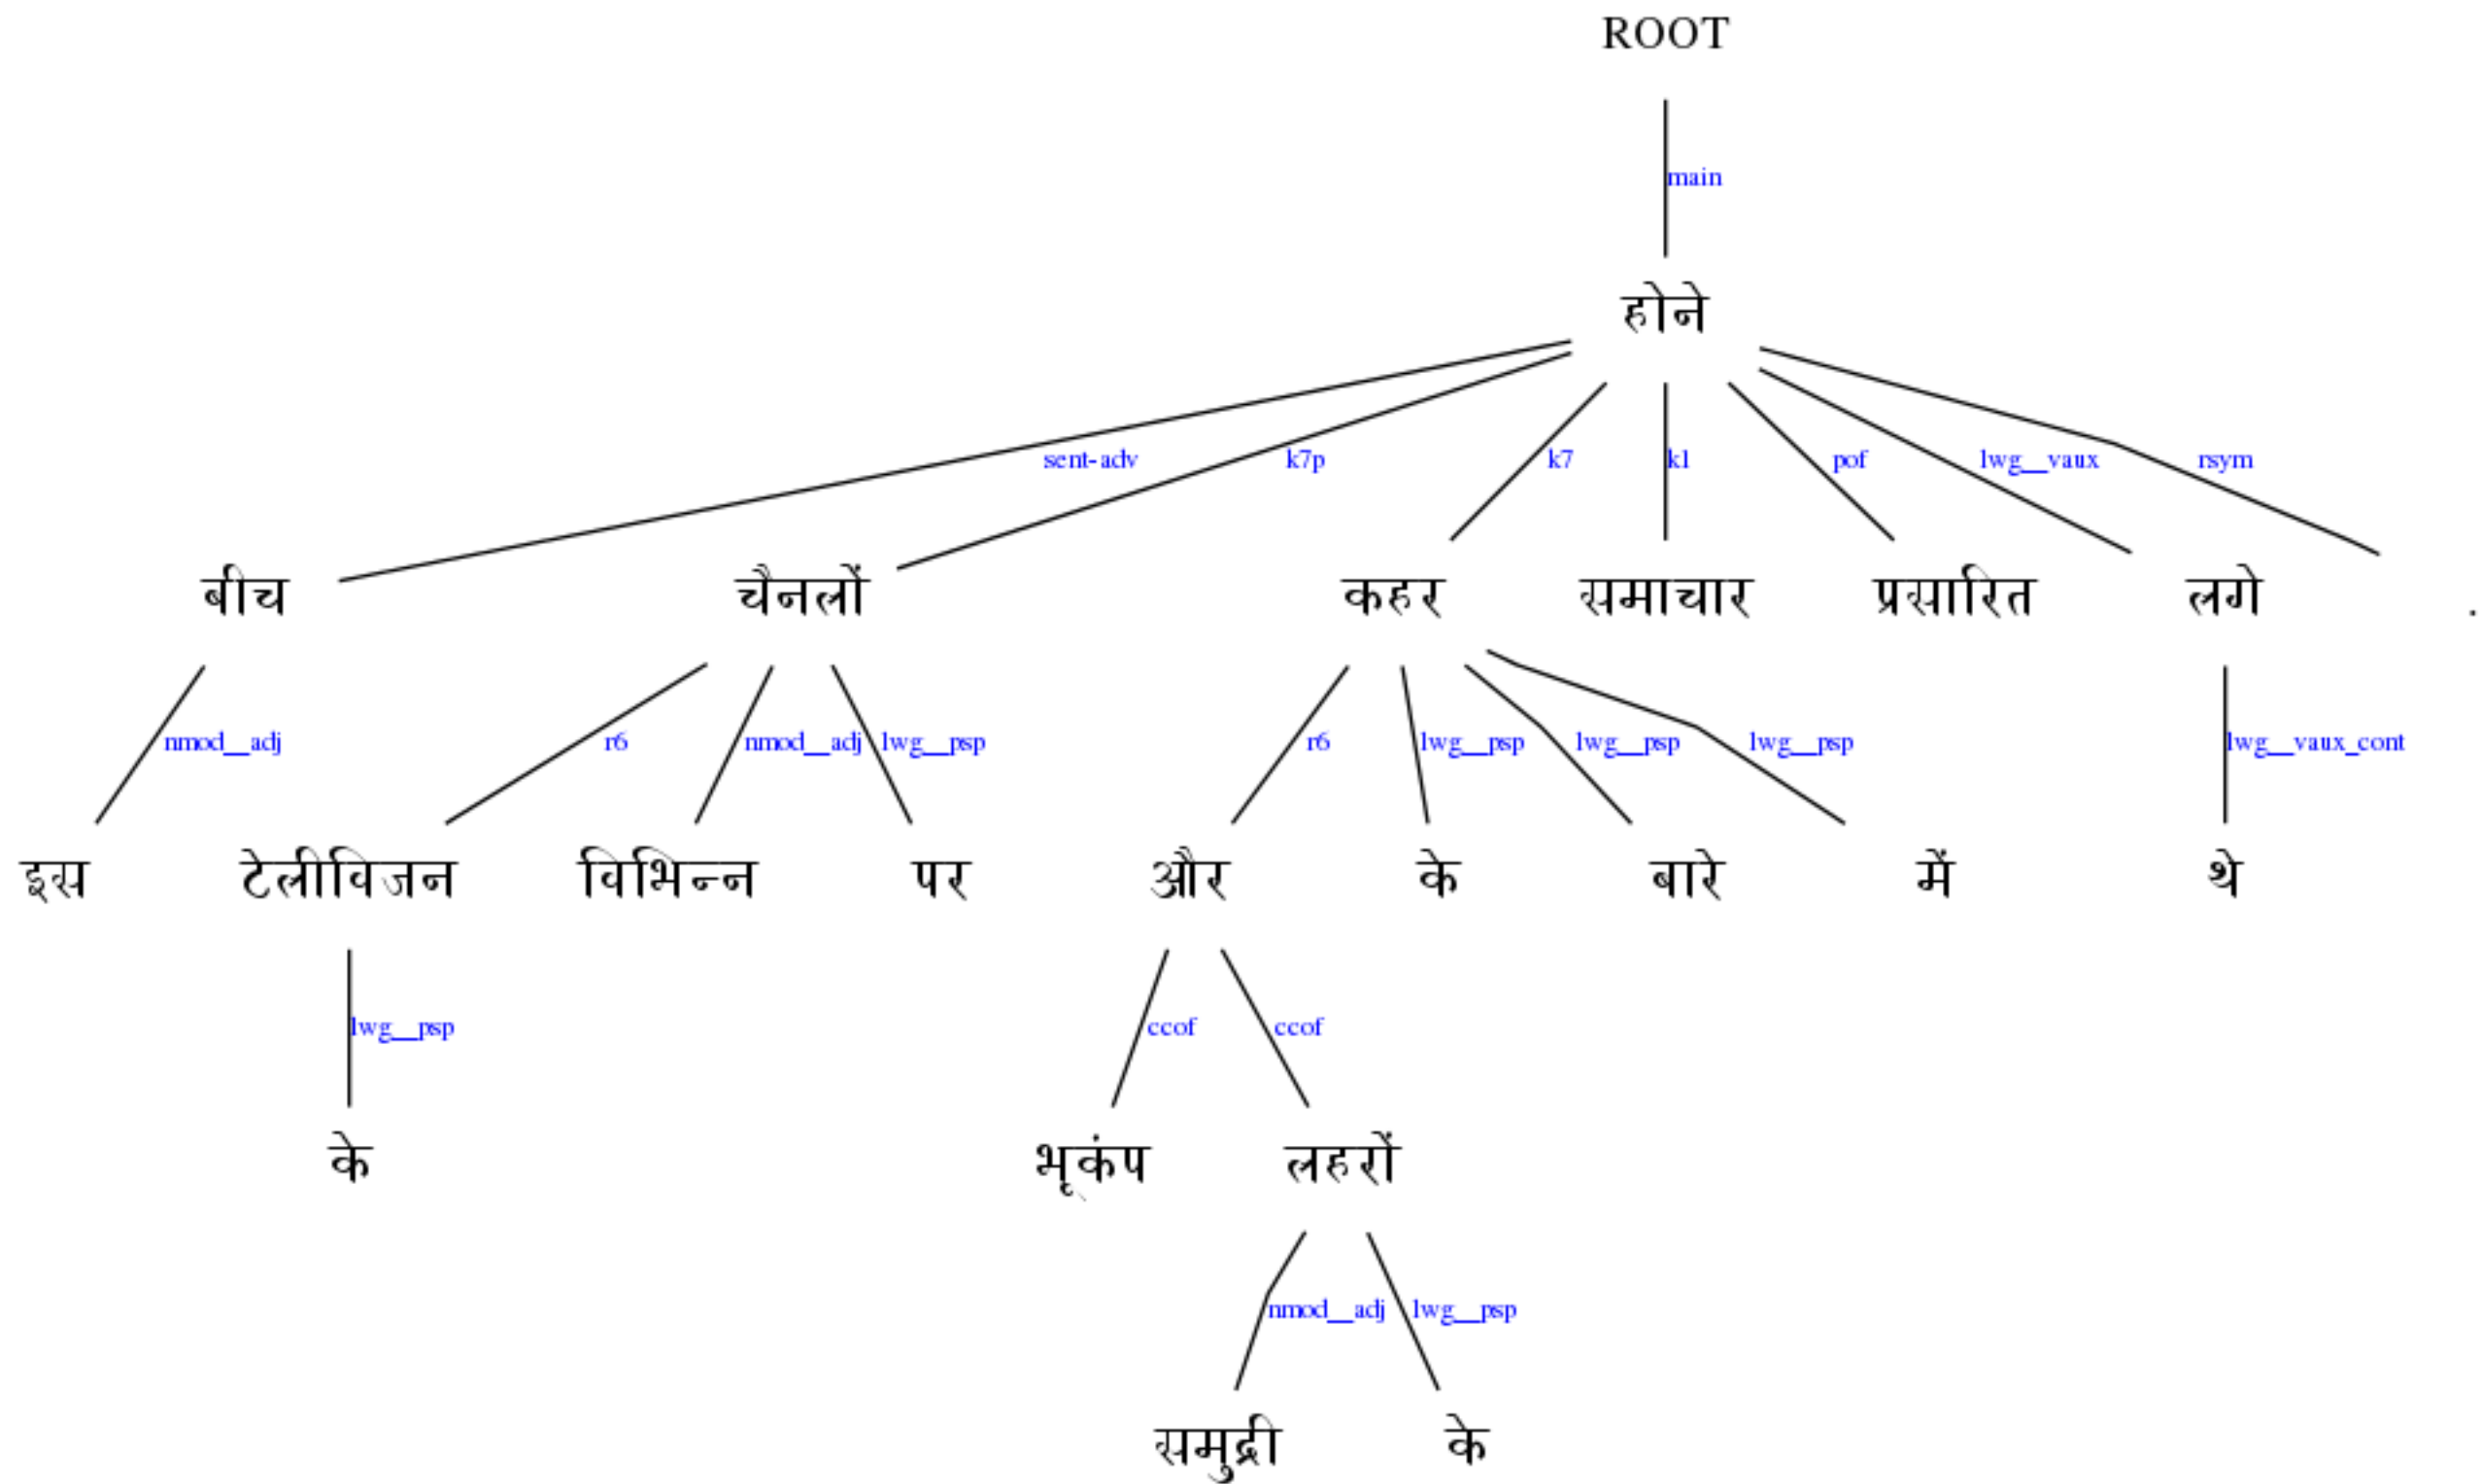 ROOT
main
होने
sent-adv k7p k7 k1 pof lwg__vaux rsym
बीच चैनलों कहर समाचार प्रसारित लगे .
nmod__adj r6 nmod__adj lwg__psp r6 lwg__psp lwg__psp lwg__psp lwg__vaux_cont
इस टेलीविजन विभिन्न पर और के बारे में थे
lwg__psp ccof ccof
के भूकंप लहरों
nmod__adj lwg__psp
समुद्री के